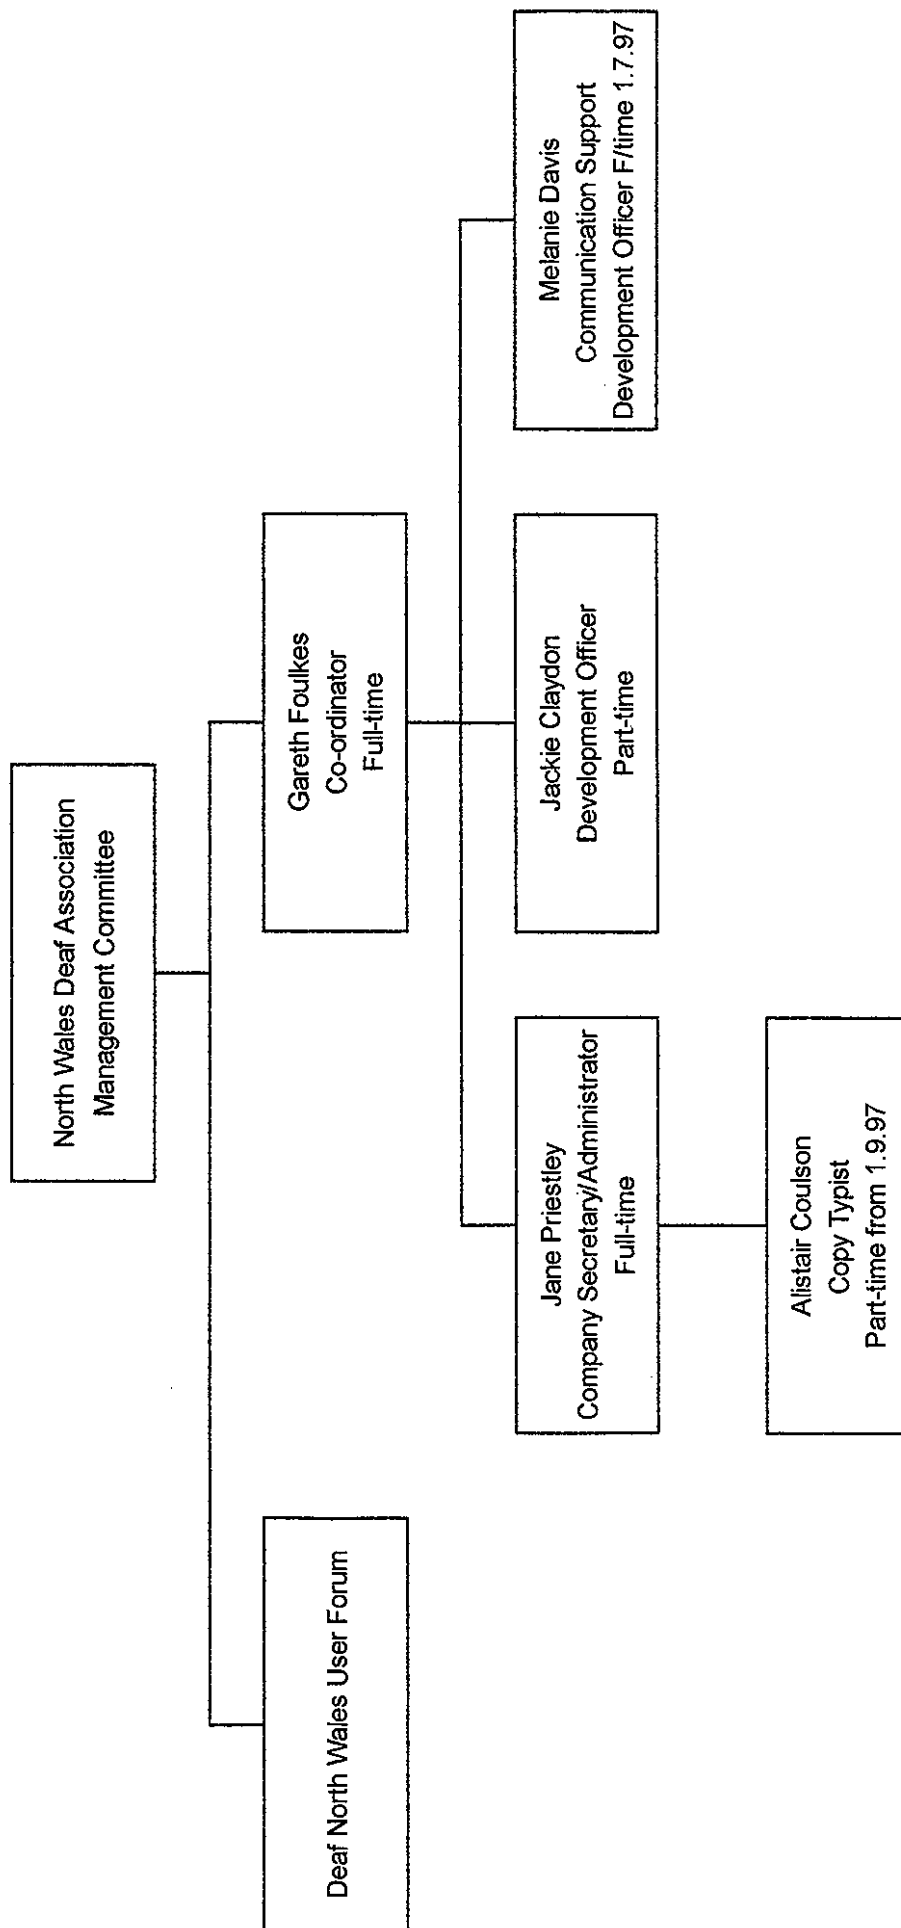 North Wales Deaf Association
Management Committee
Deaf North Wales User Forum
Gareth Foulkes
Co-ordinator
Full-time
Jane Priestley
Company Secretary/Administrator
Full-time
Jackie Claydon
Development Officer
Part-time
Melanie Davis
Communication Support
Development Officer F/time 1.7.97
Alistair Coulson
Copy Typist
Part-time from 1.9.97